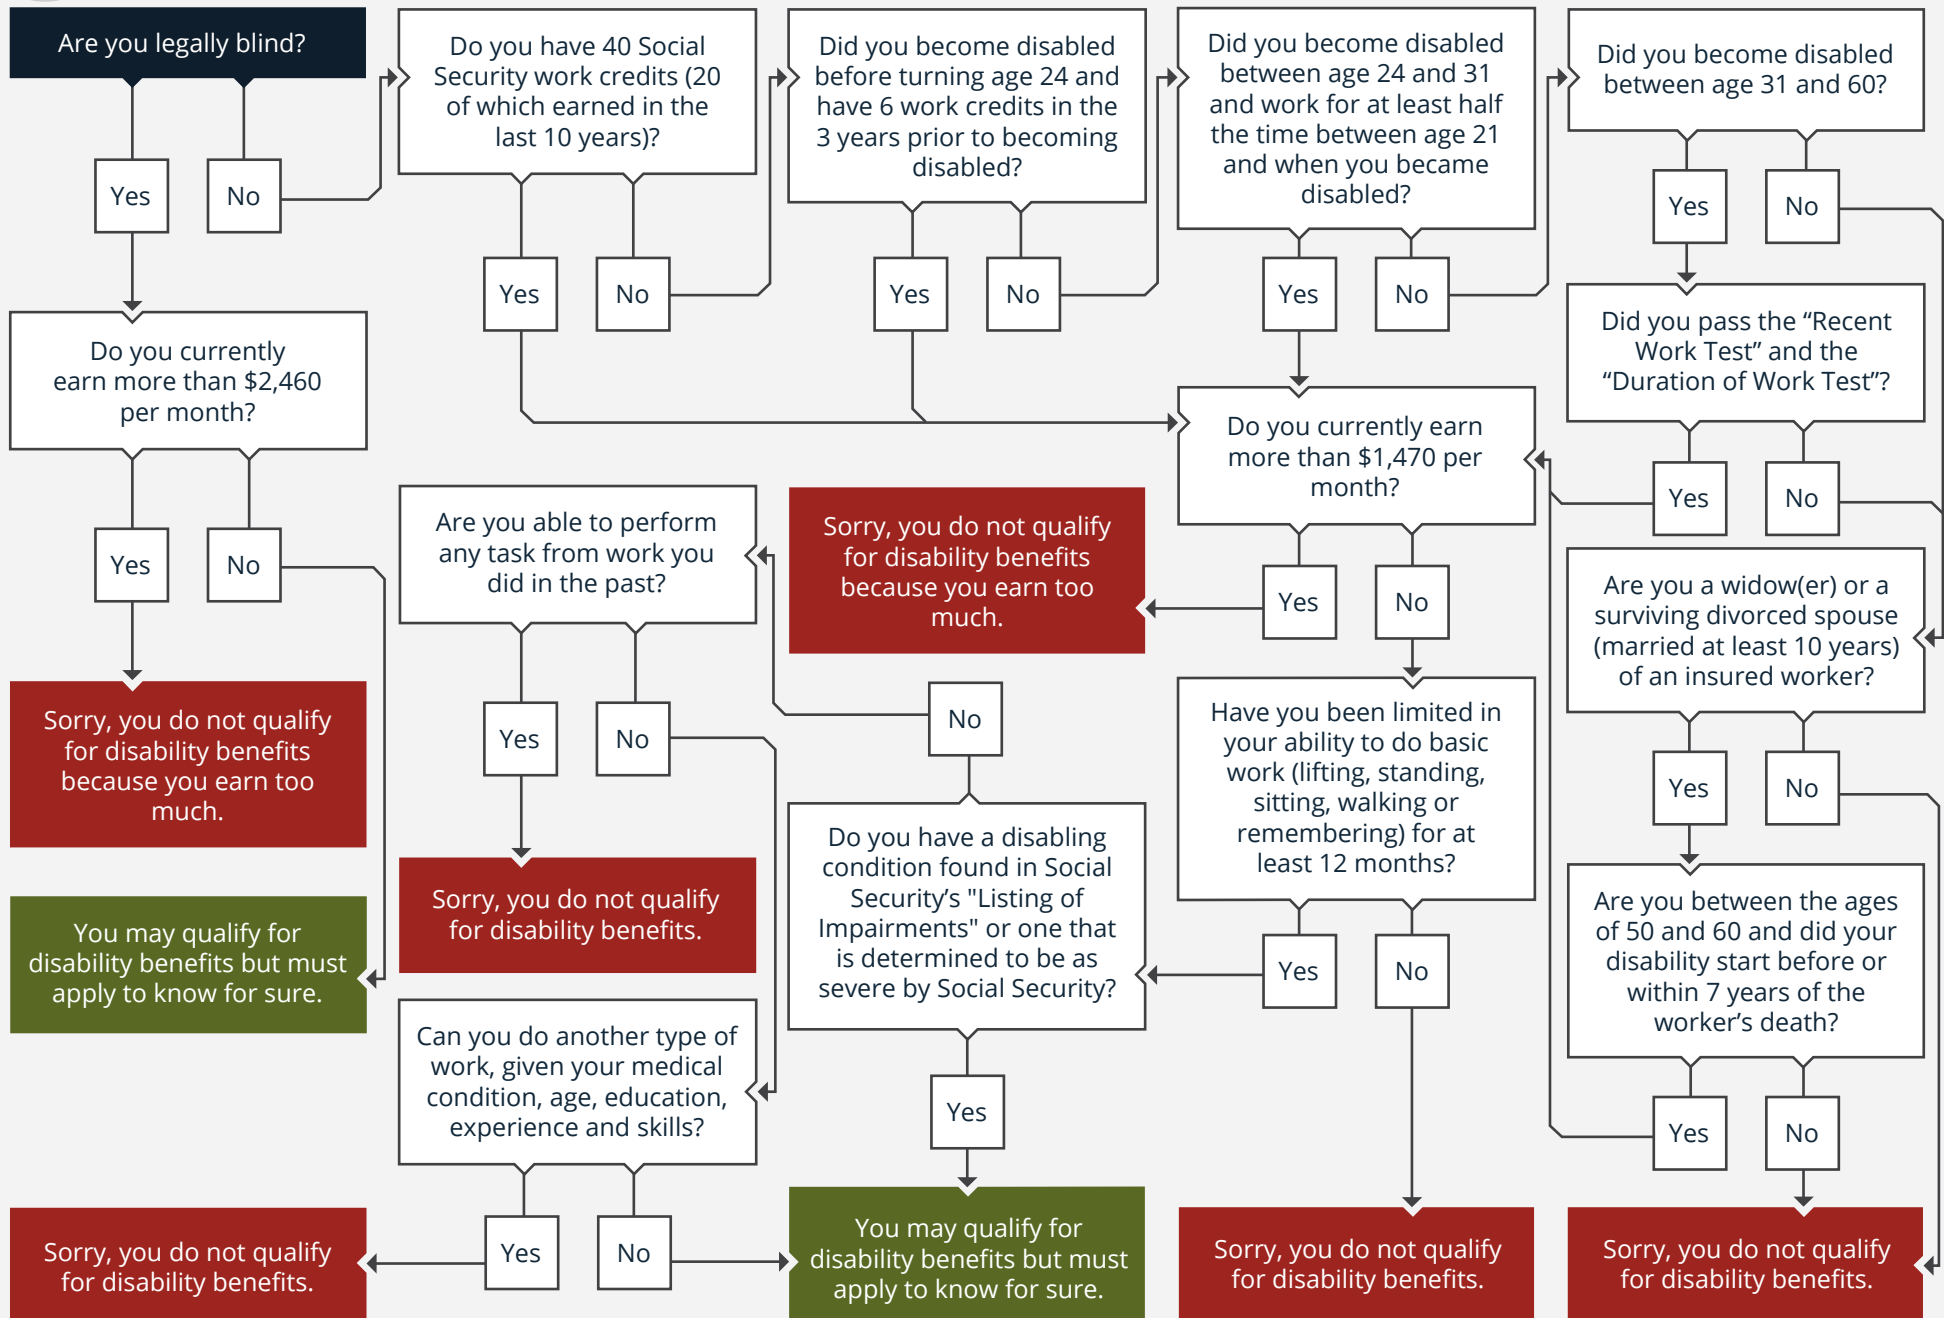 Are you legally blind?
Yes
No
Do you have 40 Social
Security work credits (20
of which earned in the
last 10 years)?
Yes
No
Did you become disabled
before turning age 24 and
have 6 work credits in the
3 years prior to becoming
disabled?
Yes
No
Did you become disabled
between age 24 and 31
and work for at least half
the time between age 21
and when you became
disabled?
Yes
No
Did you become disabled
between age 31 and 60?
Yes
No
Do you currently
earn more than $2,460
per month?
Yes
No
Did you pass the “Recent
Work Test” and the
“Duration of Work Test”?
Yes
No
Do you currently earn
more than $1,470 per
month?
Yes
No
Are you able to perform
any task from work you
did in the past?
Yes
No
Sorry, you do not qualify
for disability benefits
because you earn too
much.
Are you a widow(er) or a
surviving divorced spouse
(married at least 10 years)
of an insured worker?
Yes
No
Sorry, you do not qualify
for disability benefits
because you earn too
much.
No
Have you been limited in
your ability to do basic
work (lifting, standing,
sitting, walking or
remembering) for at
least 12 months?
Yes
No
Do you have a disabling
condition found in Social
Security’s "Listing of
Impairments" or one that
is determined to be as
severe by Social Security?
Yes
Sorry, you do not qualify
for disability benefits.
You may qualify for
disability benefits but must
apply to know for sure.
Are you between the ages
of 50 and 60 and did your
disability start before or
within 7 years of the
worker’s death?
Yes
No
Can you do another type of
work, given your medical
condition, age, education,
experience and skills?
Yes
No
Sorry, you do not qualify
for disability benefits.
You may qualify for
disability benefits but must
apply to know for sure.
Sorry, you do not qualify
for disability benefits.
Sorry, you do not qualify
for disability benefits.